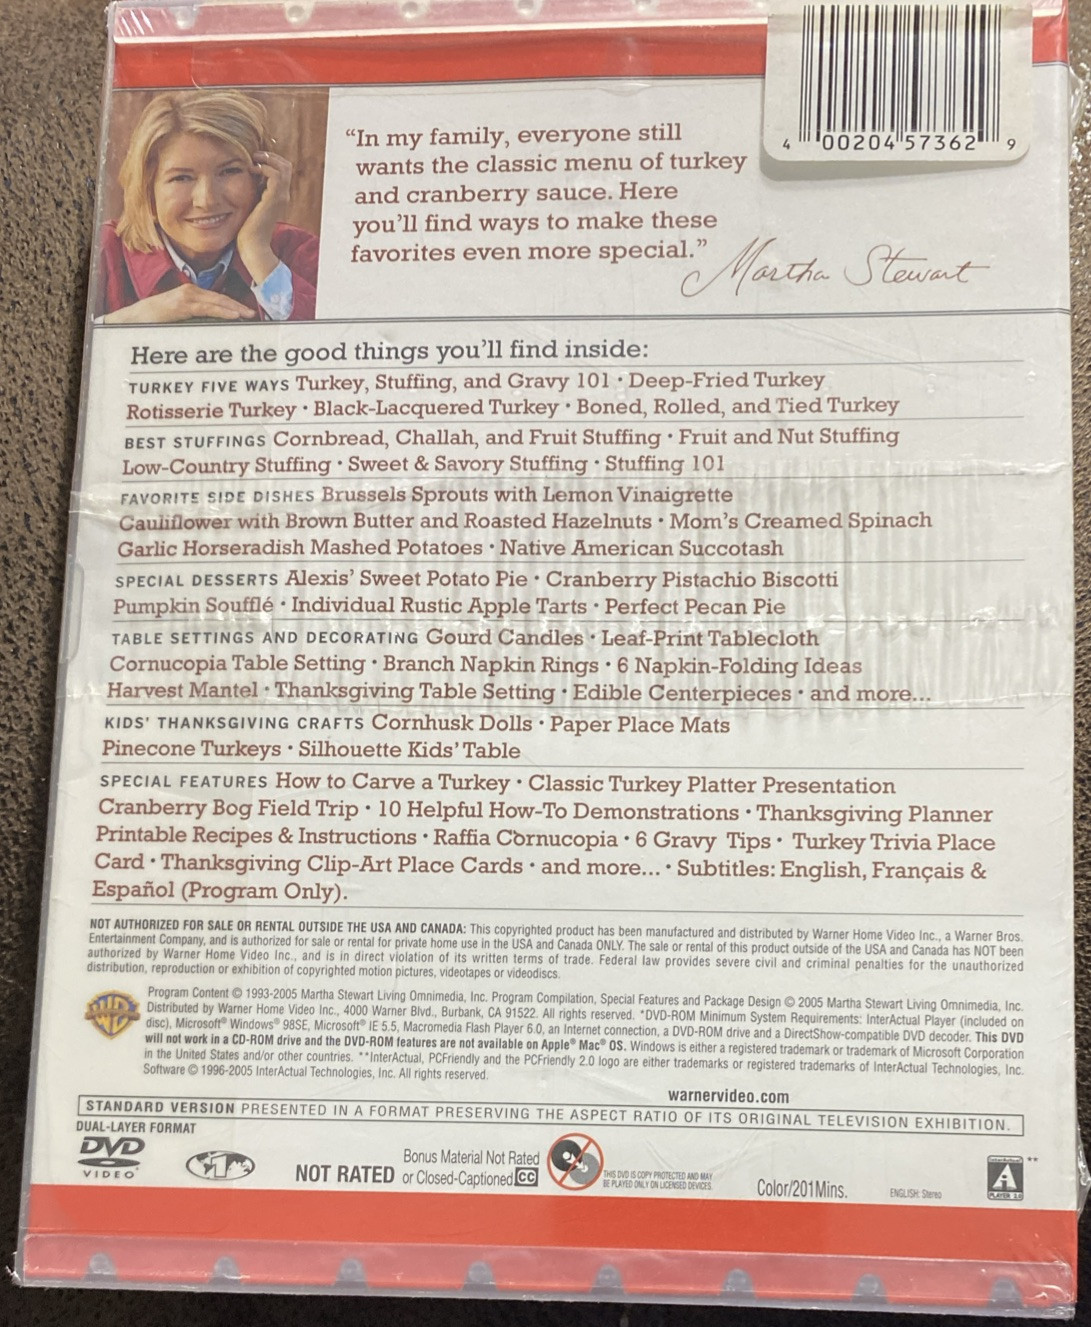 4 00204 57362 9
“In my family, everyone still
wants the classic menu of turkey
and cranberry sauce. Here
you’ll find ways to make these
favorites even more special.”
Martha Stewart
Here are the good things you’ll find inside:
TURKEY FIVE WAYS Turkey, Stuffing, and Gravy 101 • Deep-Fried Turkey
Rotisserie Turkey • Black-Lacquered Turkey • Boned, Rolled, and Tied Turkey
BEST STUFFINGS Cornbread, Challah, and Fruit Stuffing • Fruit and Nut Stuffing
Low-Country Stuffing • Sweet & Savory Stuffing • Stuffing 101
FAVORITE SIDE DISHES Brussels Sprouts with Lemon Vinaigrette
Cauliflower with Brown Butter and Roasted Hazelnuts • Mom’s Creamed Spinach
Garlic Horseradish Mashed Potatoes • Native American Succotash
SPECIAL DESSERTS Alexis’ Sweet Potato Pie • Cranberry Pistachio Biscotti
Pumpkin Soufflé • Individual Rustic Apple Tarts • Perfect Pecan Pie
TABLE SETTINGS AND DECORATING Gourd Candles • Leaf-Print Tablecloth
Cornucopia Table Setting • Branch Napkin Rings • 6 Napkin-Folding Ideas
Harvest Mantel • Thanksgiving Table Setting • Edible Centerpieces • and more...
KIDS’ THANKSGIVING CRAFTS Cornhusk Dolls • Paper Place Mats
Pinecone Turkeys • Silhouette Kids’ Table
SPECIAL FEATURES How to Carve a Turkey • Classic Turkey Platter Presentation
Cranberry Bog Field Trip • 10 Helpful How-To Demonstrations • Thanksgiving Planner
Printable Recipes & Instructions • Raffia Cornucopia • 6 Gravy Tips • Turkey Trivia Place
Card • Thanksgiving Clip-Art Place Cards • and more... • Subtitles: English, Français &
Español (Program Only).
NOT AUTHORIZED FOR SALE OR RENTAL OUTSIDE THE USA AND CANADA: This copyrighted product has been manufactured and distributed by Warner Home Video Inc., a Warner Bros.
Entertainment Company, and is authorized for sale or rental for private home use in the USA and Canada ONLY. The sale or rental of this product outside of the USA and Canada has NOT been
authorized by Warner Home Video Inc., and is in direct violation of its written terms of trade. Federal law provides severe civil and criminal penalties for the unauthorized
distribution, reproduction or exhibition of copyrighted motion pictures, videotapes or videodiscs.
WB
Program Content © 1993-2005 Martha Stewart Living Omnimedia, Inc. Program Compilation, Special Features and Package Design © 2005 Martha Stewart Living Omnimedia, Inc.
Distributed by Warner Home Video Inc., 4000 Warner Blvd., Burbank, CA 91522. All rights reserved. *DVD-ROM Minimum System Requirements: InterActual Player (included on
disc), Microsoft® Windows® 98SE, Microsoft® IE 5.5, Macromedia Flash Player 6.0, an Internet connection, a DVD-ROM drive and a DirectShow-compatible DVD decoder. This DVD
will not work in a CD-ROM drive and the DVD-ROM features are not available on Apple® Mac® OS. Windows is either a registered trademark or trademark of Microsoft Corporation
in the United States and/or other countries. **InterActual, PCFriendly and the PCFriendly 2.0 logo are either trademarks or registered trademarks of InterActual Technologies, Inc.
Software © 1996-2005 InterActual Technologies, Inc. All rights reserved.
warnervideo.com
STANDARD VERSION PRESENTED IN A FORMAT PRESERVING THE ASPECT RATIO OF ITS ORIGINAL TELEVISION EXHIBITION.
DUAL-LAYER FORMAT
DVD
VIDEO
1
NOT RATED
Bonus Material Not Rated
or Closed-Captioned CC
THIS DVD IS COPY PROTECTED AND MAY
BE PLAYED ONLY ON LICENSED DEVICES.
Color/201Mins.
ENGLISH: Stereo
InterActual **
A
PLAYER 2.0